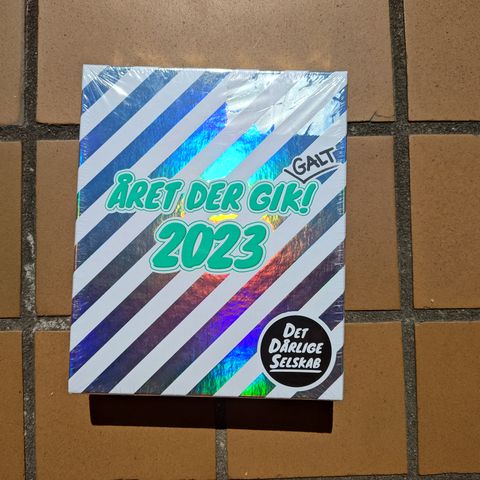 GALT
ÅRET DER GIK!
2023
DET
DÅRLIGE
SELSKAB